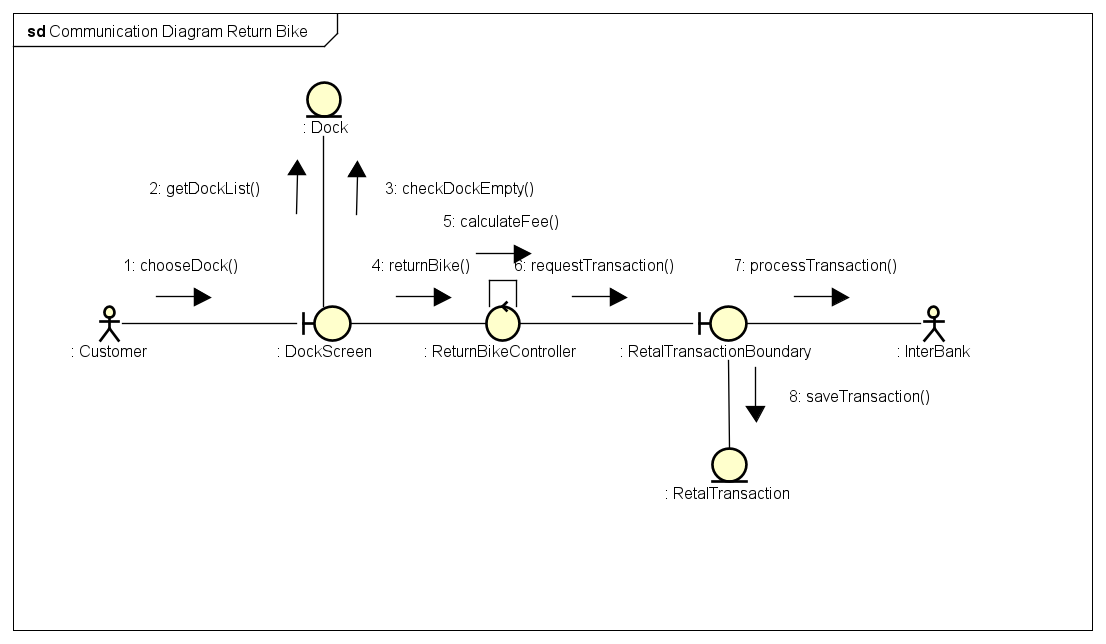 sd Communication Diagram Return Bike
: Dock
2: getDockList()
3: checkDockEmpty()
5: calculateFee()
1: chooseDock()
4: returnBike()
6: requestTransaction()
7: processTransaction()
: Customer
: DockScreen
: ReturnBikeController
: RetalTransactionBoundary
: InterBank
8: saveTransaction()
: RetalTransaction